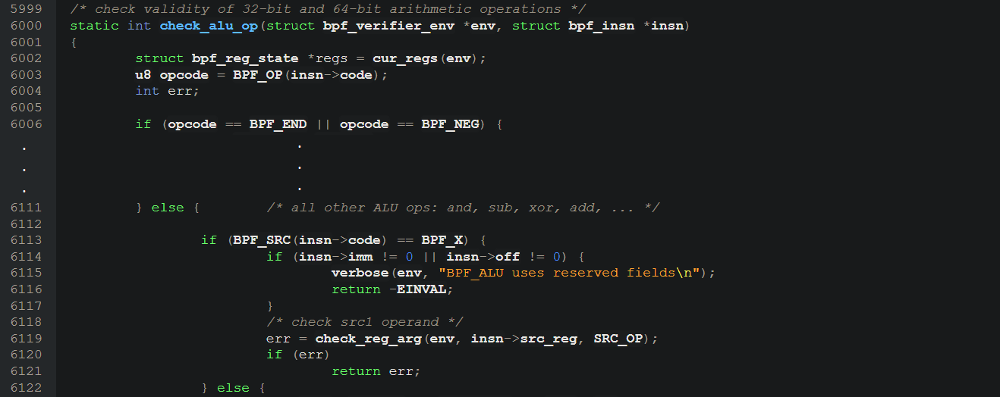 5999 /* check validity of 32-bit and 64-bit arithmetic operations */
6000 static int check_alu_op(struct bpf_verifier_env *env, struct bpf_insn *insn)
6001 {
6002 struct bpf_reg_state *regs = cur_regs(env);
6003 u8 opcode = BPF_OP(insn->code);
6004 int err;
6005
6006 if (opcode == BPF_END || opcode == BPF_NEG) {
. .
. .
. .
6111 } else { /* all other ALU ops: and, sub, xor, add, ... */
6112
6113 if (BPF_SRC(insn->code) == BPF_X) {
6114 if (insn->imm != 0 || insn->off != 0) {
6115 verbose(env, "BPF_ALU uses reserved fields\n");
6116 return -EINVAL;
6117 }
6118 /* check src1 operand */
6119 err = check_reg_arg(env, insn->src_reg, SRC_OP);
6120 if (err)
6121 return err;
6122 } else {